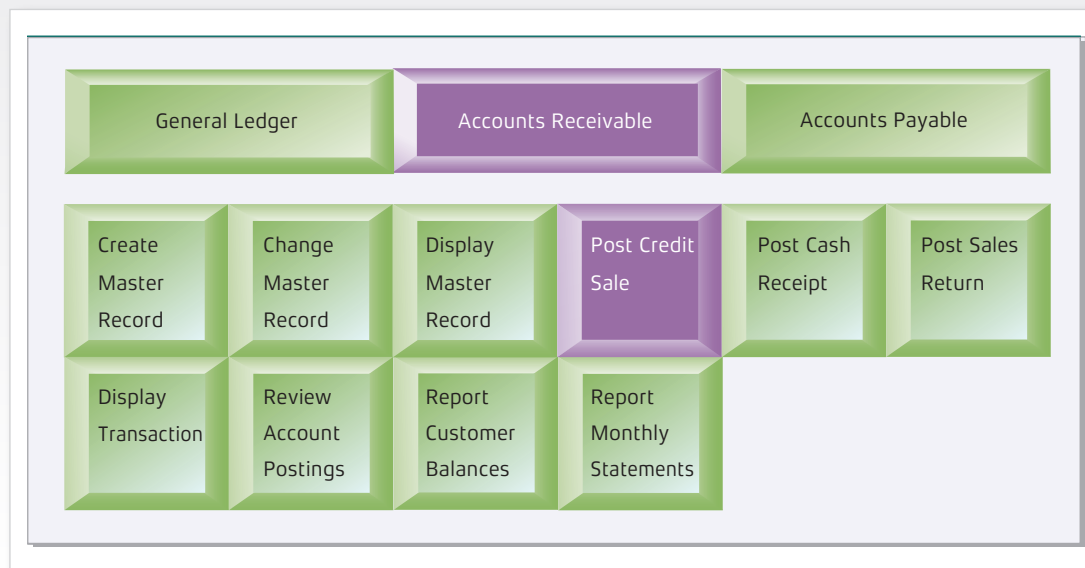 General Ledger
Accounts Receivable
Accounts Payable
Create
Master
Record
Change
Master
Record
Display
Master
Record
Post Credit
Sale
Post Cash
Receipt
Post Sales
Return
Display
Transaction
Review
Account
Postings
Report
Customer
Balances
Report
Monthly
Statements